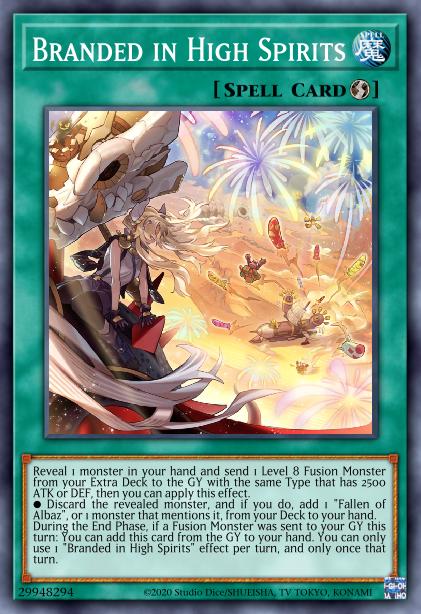 BRANDED IN HIGH SPIRITS
SPELL
魔
[SPELL CARD]
Reveal 1 monster in your hand and send 1 Level 8 Fusion Monster
from your Extra Deck to the GY with the same Type that has 2500
ATK or DEF, then you can apply this effect.
● Discard the revealed monster, and if you do, add 1 "Fallen of
Albaz", or 1 monster that mentions it, from your Deck to your hand.
During the End Phase, if a Fusion Monster was sent to your GY this
turn: You can add this card from the GY to your hand. You can only
use 1 "Branded in High Spirits" effect per turn, and only once that
turn.
29948294
©2020 Studio Dice/SHUEISHA, TV TOKYO, KONAMI